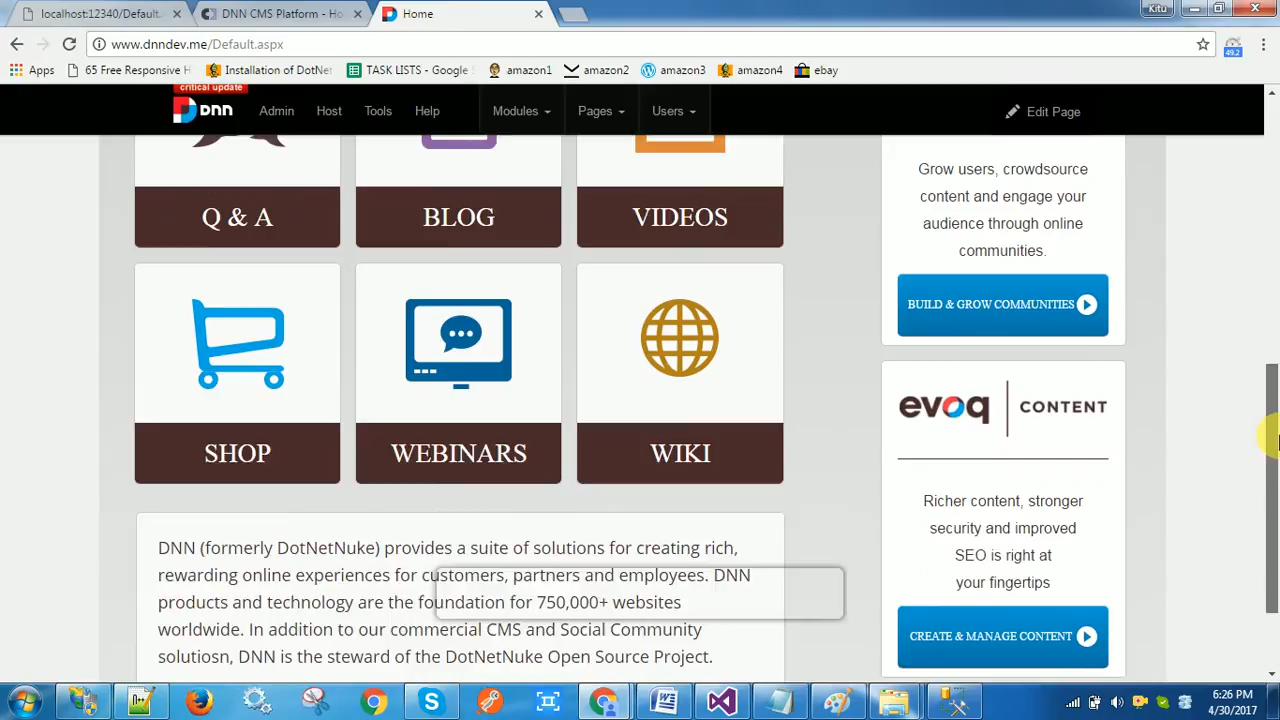 localhost:12340/Default.
DNN CMS Platform - Ho
Home
Kitu
www.dnndev.me/Default.aspx
49.2
Apps
65 Free Responsive H
Installation of DotNet
TASK LISTS - Google
amazon1
amazon2
amazon3
amazon4
ebay
critical update
DNN
Admin
Host
Tools
Help
Modules
Pages
Users
Edit Page
Q & A
BLOG
VIDEOS
SHOP
WEBINARS
WIKI
DNN (formerly DotNetNuke) provides a suite of solutions for creating rich,
rewarding online experiences for customers, partners and employees. DNN
products and technology are the foundation for 750,000+ websites
worldwide. In addition to our commercial CMS and Social Community
solutiosn, DNN is the steward of the DotNetNuke Open Source Project.
Grow users, crowdsource
content and engage your
audience through online
communities.
BUILD & GROW COMMUNITIES
evoq CONTENT
Richer content, stronger
security and improved
SEO is right at
your fingertips
CREATE & MANAGE CONTENT
6:26 PM
4/30/2017